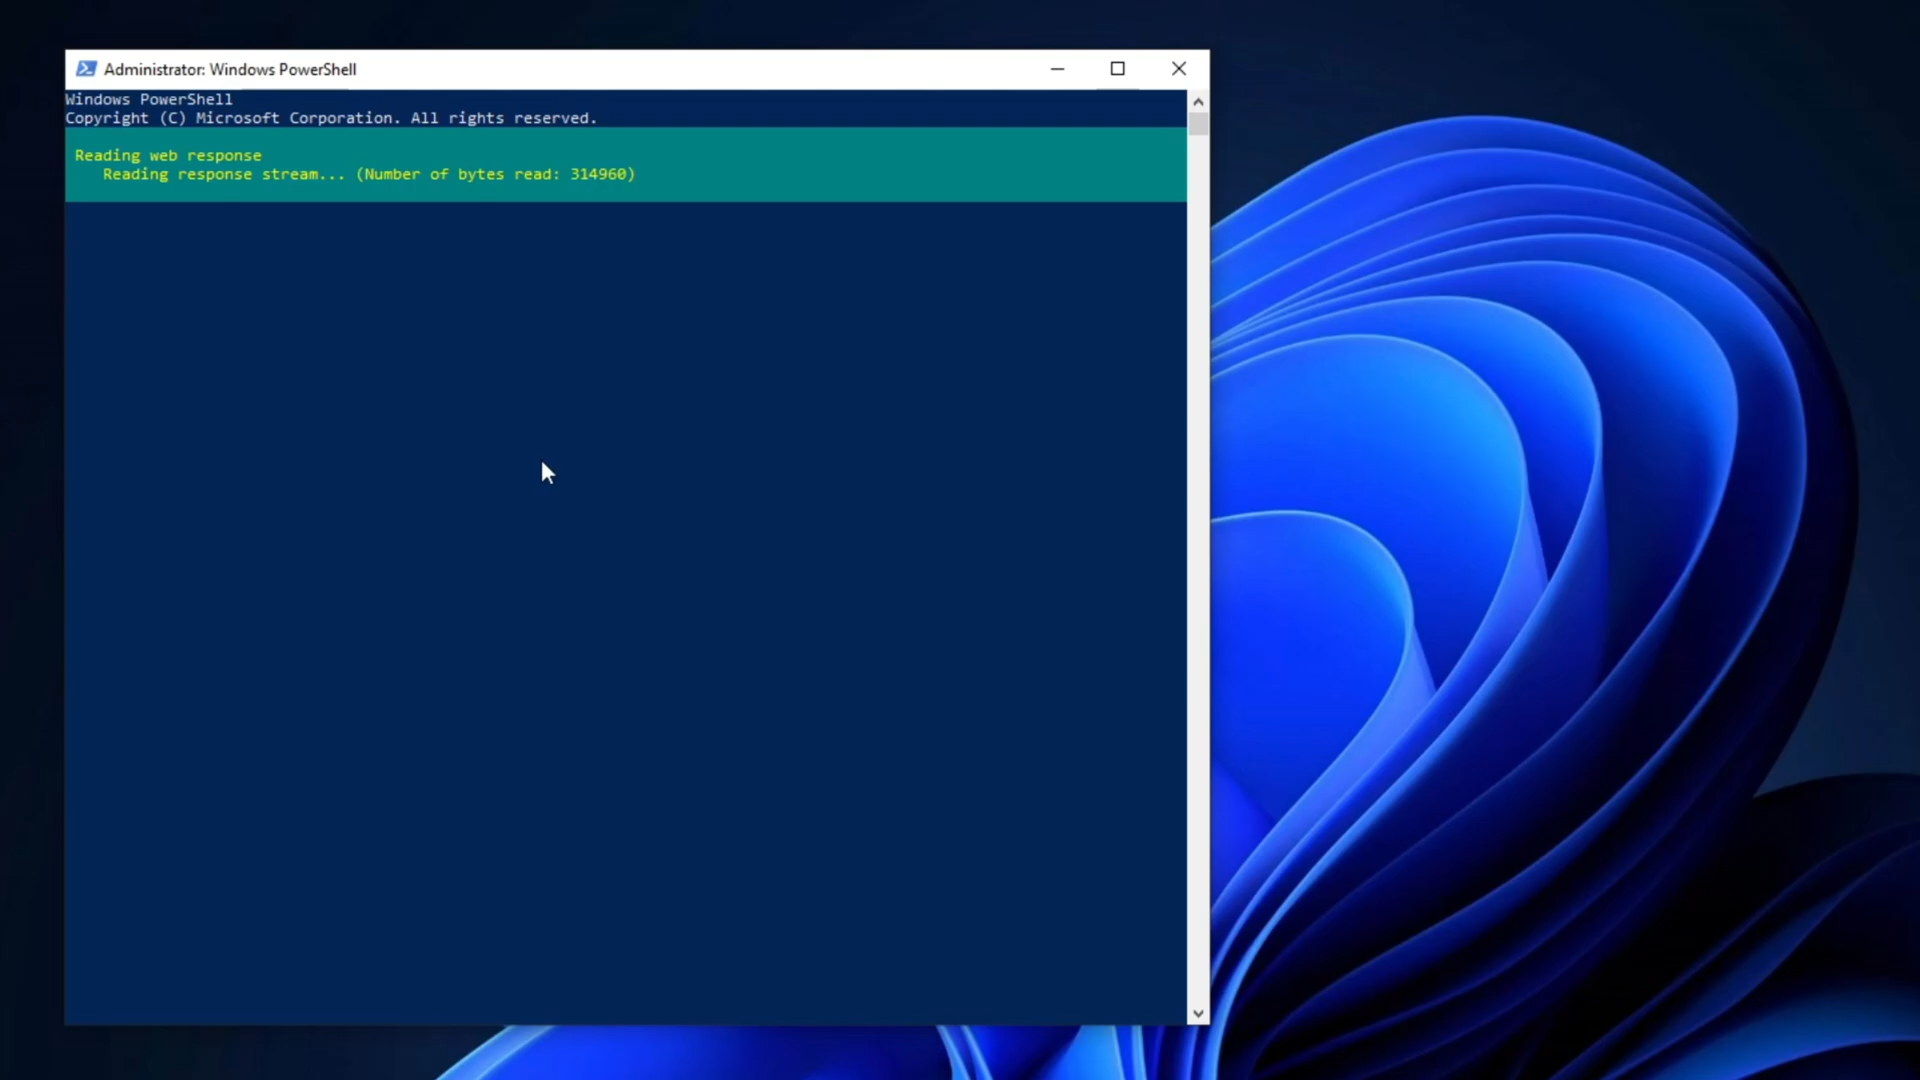 Administrator: Windows PowerShell
Windows PowerShell
Copyright (C) Microsoft Corporation. All rights reserved.
Reading web response
Reading response stream... (Number of bytes read: 314960)